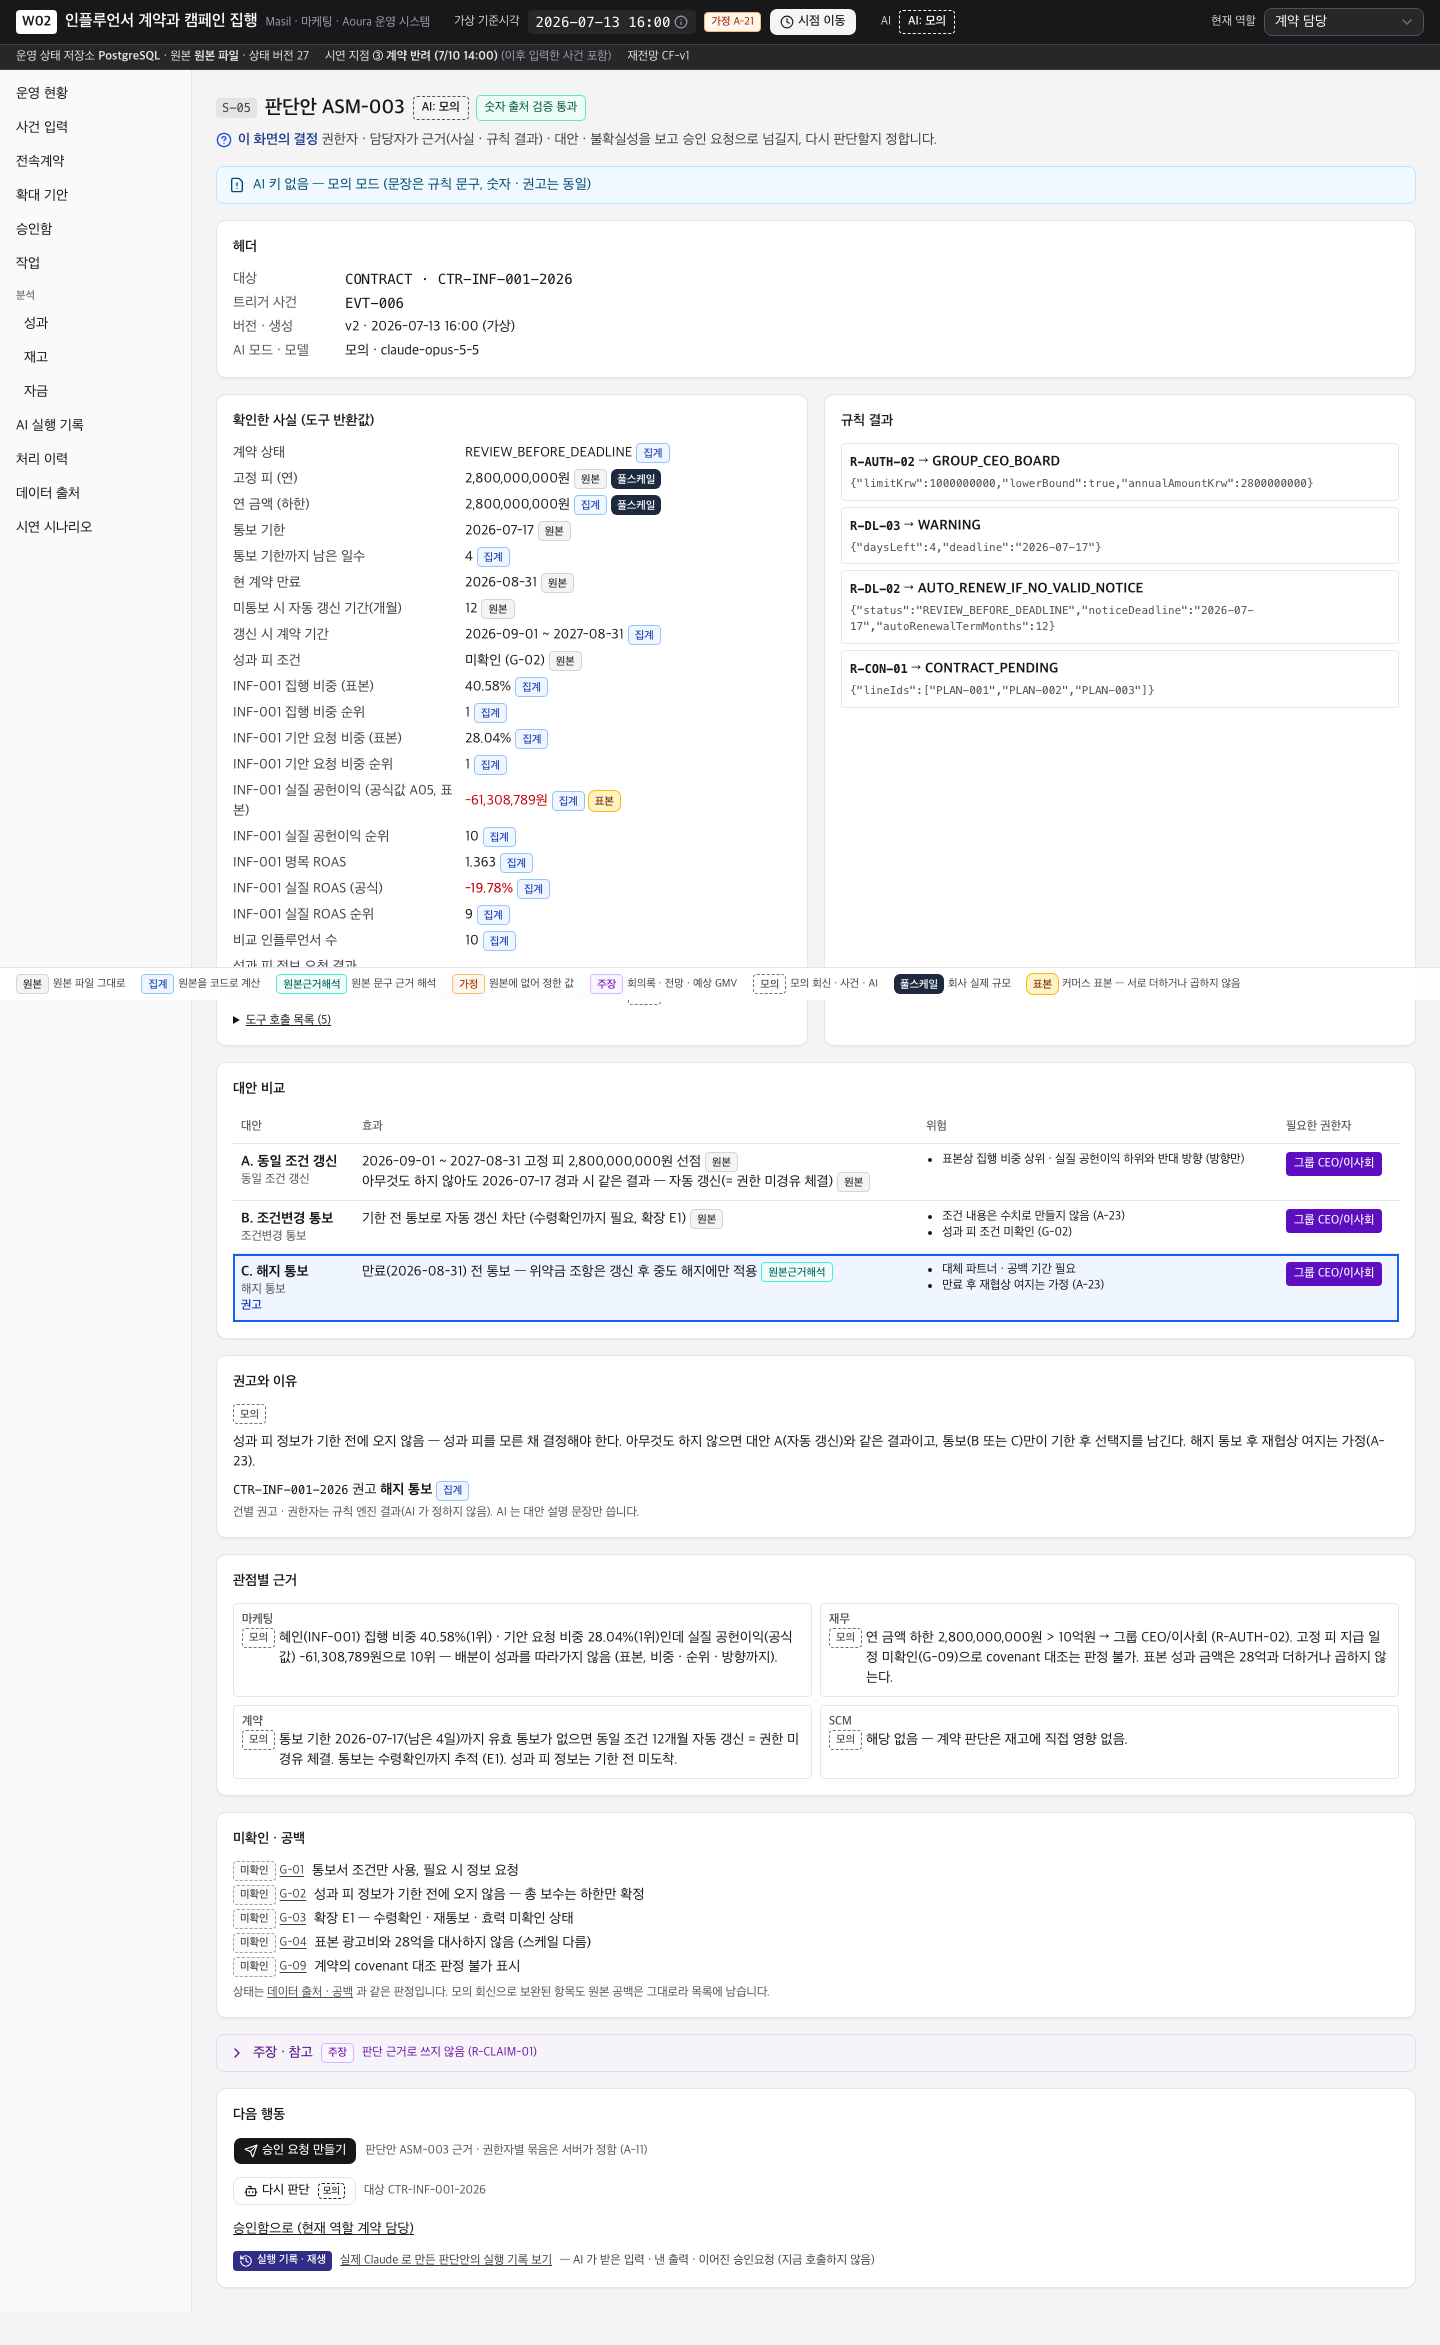 W02 인플루언서 계약과 캠페인 집행 Masil · 마케팅 · Aoura 운영 시스템 가상 기준시각 2026-07-13 16:00 가정 A-21 시점 이동 AI AI: 모의 현재 역할 계약 담당
운영 상태 저장소 PostgreSQL · 원본 원본 파일 · 상태 버전 27 시연 지점 ③ 계약 반려 (7/10 14:00) (이후 입력한 사건 포함) 재전망 CF-v1
운영 현황
사건 입력
전속계약
확대 기안
승인함
작업
분석
성과
재고
자금
AI 실행 기록
처리 이력
데이터 출처
시연 시나리오
S-05 판단안 ASM-003 AI: 모의 숫자 출처 검증 통과
이 화면의 결정 권한자 · 담당자가 근거(사실 · 규칙 결과) · 대안 · 불확실성을 보고 승인 요청으로 넘길지, 다시 판단할지 정합니다.
AI 키 없음 — 모의 모드 (문장은 규칙 문구, 숫자 · 권고는 동일)
헤더
대상 CONTRACT · CTR-INF-001-2026
트리거 사건 EVT-006
버전 · 생성 v2 · 2026-07-13 16:00 (가상)
AI 모드 · 모델 모의 · claude-opus-5-5
확인한 사실 (도구 반환값)
계약 상태 REVIEW_BEFORE_DEADLINE 집계
고정 피 (연) 2,800,000,000원 원본 풀스케일
연 금액 (하한) 2,800,000,000원 집계 풀스케일
통보 기한 2026-07-17 원본
통보 기한까지 남은 일수 4 집계
현 계약 만료 2026-08-31 원본
미통보 시 자동 갱신 기간(개월) 12 원본
갱신 시 계약 기간 2026-09-01 ~ 2027-08-31 집계
성과 피 조건 미확인 (G-02) 원본
INF-001 집행 비중 (표본) 40.58% 집계
INF-001 집행 비중 순위 1 집계
INF-001 기안 요청 비중 (표본) 28.04% 집계
INF-001 기안 요청 비중 순위 1 집계
INF-001 실질 공헌이익 (공식값 A05, 표본) -61,308,789원 집계 표본
INF-001 실질 공헌이익 순위 10 집계
INF-001 명목 ROAS 1.363 집계
INF-001 실질 ROAS (공식) -19.78% 집계
INF-001 실질 ROAS 순위 9 집계
비교 인플루언서 수 10 집계
성과 피 정보 요청 결과
원본 원본 파일 그대로 집계 원본을 코드로 계산 원본근거해석 원본 문구 근거 해석 가정 원본에 없어 정한 값 주장 회의록 · 전망 · 예상 GMV 모의 모의 회신 · 사건 · AI 풀스케일 회사 실제 규모 표본 커머스 표본 — 서로 더하거나 곱하지 않음
도구 호출 목록 (5)
규칙 결과
R-AUTH-02 → GROUP_CEO_BOARD
{"limitKrw":1000000000,"lowerBound":true,"annualAmountKrw":2800000000}
R-DL-03 → WARNING
{"daysLeft":4,"deadline":"2026-07-17"}
R-DL-02 → AUTO_RENEW_IF_NO_VALID_NOTICE
{"status":"REVIEW_BEFORE_DEADLINE","noticeDeadline":"2026-07-
17","autoRenewalTermMonths":12}
R-CON-01 → CONTRACT_PENDING
{"lineIds":["PLAN-001","PLAN-002","PLAN-003"]}
대안 비교
대안 효과 위험 필요한 권한자
A. 동일 조건 갱신
동일 조건 갱신
2026-09-01 ~ 2027-08-31 고정 피 2,800,000,000원 선점 원본
아무것도 하지 않아도 2026-07-17 경과 시 같은 결과 — 자동 갱신(= 권한 미경유 체결) 원본
표본상 집행 비중 상위 · 실질 공헌이익 하위와 반대 방향 (방향만)
그룹 CEO/이사회
B. 조건변경 통보
조건변경 통보
기한 전 통보로 자동 갱신 차단 (수령확인까지 필요, 확장 E1) 원본
조건 내용은 수치로 만들지 않음 (A-23)
성과 피 조건 미확인 (G-02)
그룹 CEO/이사회
C. 해지 통보
해지 통보
권고
만료(2026-08-31) 전 통보 — 위약금 조항은 갱신 후 중도 해지에만 적용 원본근거해석
대체 파트너 · 공백 기간 필요
만료 후 재협상 여지는 가정 (A-23)
그룹 CEO/이사회
권고와 이유
모의
성과 피 정보가 기한 전에 오지 않음 — 성과 피를 모른 채 결정해야 한다. 아무것도 하지 않으면 대안 A(자동 갱신)와 같은 결과이고, 통보(B 또는 C)만이 기한 후 선택지를 남긴다. 해지 통보 후 재협상 여지는 가정(A-
23).
CTR-INF-001-2026 권고 해지 통보 집계
건별 권고 · 권한자는 규칙 엔진 결과(AI 가 정하지 않음). AI 는 대안 설명 문장만 씁니다.
관점별 근거
마케팅
모의 혜인(INF-001) 집행 비중 40.58%(1위) · 기안 요청 비중 28.04%(1위)인데 실질 공헌이익(공식
값) -61,308,789원으로 10위 — 배분이 성과를 따라가지 않음 (표본, 비중 · 순위 · 방향까지).
재무
모의 연 금액 하한 2,800,000,000원 > 10억원 → 그룹 CEO/이사회 (R-AUTH-02). 고정 피 지급 일
정 미확인(G-09)으로 covenant 대조는 판정 불가. 표본 성과 금액은 28억과 더하거나 곱하지 않
는다.
계약
모의 통보 기한 2026-07-17(남은 4일)까지 유효 통보가 없으면 동일 조건 12개월 자동 갱신 = 권한 미
경유 체결. 통보는 수령확인까지 추적 (E1). 성과 피 정보는 기한 전 미도착.
SCM
모의 해당 없음 — 계약 판단은 재고에 직접 영향 없음.
미확인 · 공백
미확인 G-01 통보서 조건만 사용, 필요 시 정보 요청
미확인 G-02 성과 피 정보가 기한 전에 오지 않음 — 총 보수는 하한만 확정
미확인 G-03 확장 E1 — 수령확인 · 재통보 · 효력 미확인 상태
미확인 G-04 표본 광고비와 28억을 대사하지 않음 (스케일 다름)
미확인 G-09 계약의 covenant 대조 판정 불가 표시
상태는 데이터 출처 · 공백 과 같은 판정입니다. 모의 회신으로 보완된 항목도 원본 공백은 그대로라 목록에 남습니다.
주장 · 참고 주장 판단 근거로 쓰지 않음 (R-CLAIM-01)
다음 행동
승인 요청 만들기 판단안 ASM-003 근거 · 권한자별 묶음은 서버가 정함 (A-11)
다시 판단 모의 대상 CTR-INF-001-2026
승인함으로 (현재 역할 계약 담당)
실행 기록 · 재생 실제 Claude 로 만든 판단안의 실행 기록 보기 — AI 가 받은 입력 · 낸 출력 · 이어진 승인요청 (지금 호출하지 않음)